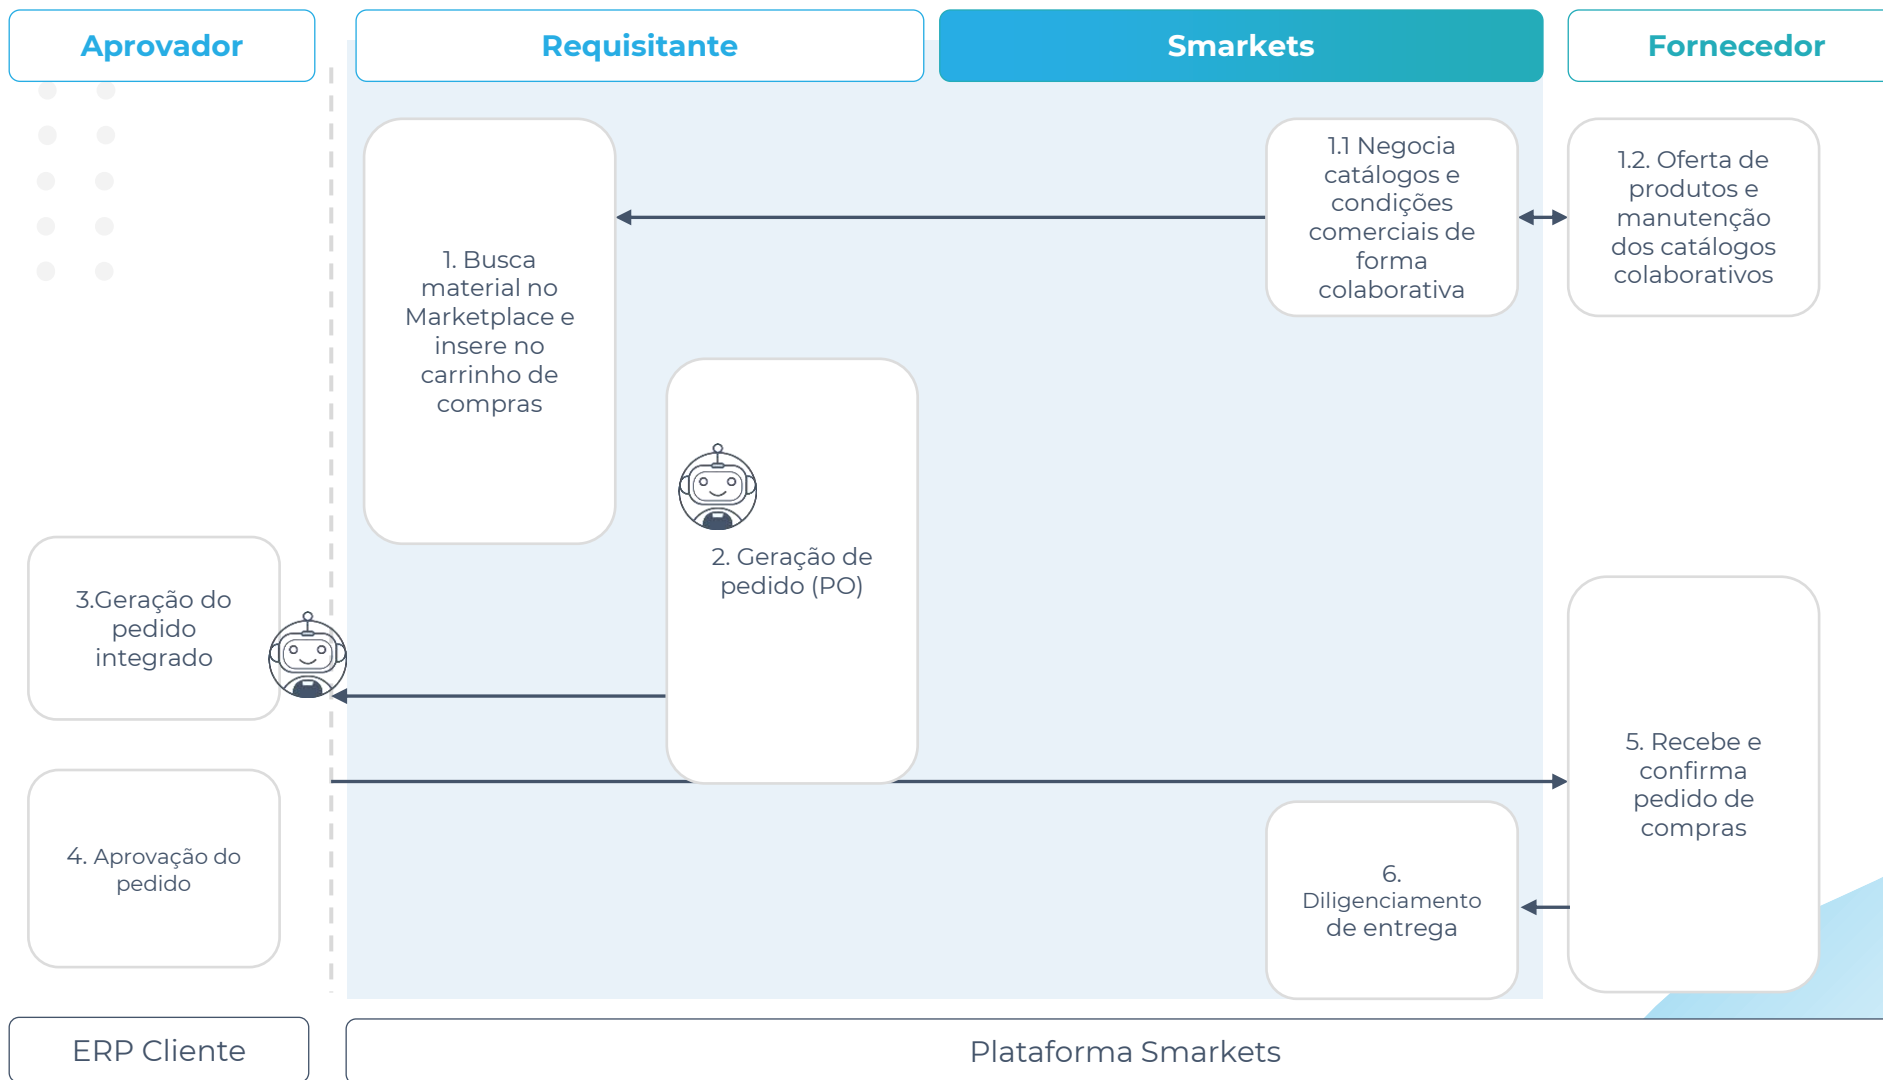 Aprovador
Requisitante
Smarkets
Fornecedor
1. Busca
material no
Marketplace e
insere no
carrinho de
compras
1.1 Negocia
catálogos e
condições
comerciais de
forma
colaborativa
1.2. Oferta de
produtos e
manutenção
dos catálogos
colaborativos
2. Geração de
pedido (PO)
3.Geração do
pedido
integrado
4. Aprovação do
pedido
5. Recebe e
confirma
pedido de
compras
6.
Diligenciamento
de entrega
ERP Cliente
Plataforma Smarkets